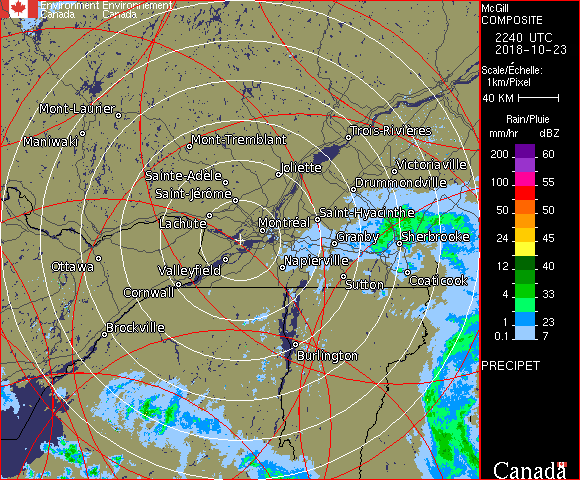 Environment Environnement
Canada Canada
Mont-Laurier
Maniwaki
Mont-Tremblant
Trois-Rivières
Joliette
Victoriaville
Sainte-Adèle
Drummondville
Saint-Jérôme
Lachute
Montréal
Saint-Hyacinthe
Granby
Sherbrooke
Ottawa
Valleyfield
Napierville
Cornwall
Sutton
Coaticook
Brockville
Burlington
McGill
COMPOSITE
2240 UTC
2018-10-23
Scale/Échelle:
1km/Pixel
40 KM
Rain/Pluie
mm/hr dBZ
200 60
150 57
100 55
50 50
24 45
12 40
4 33
1 23
0.1 7
PRECIPET
Canada